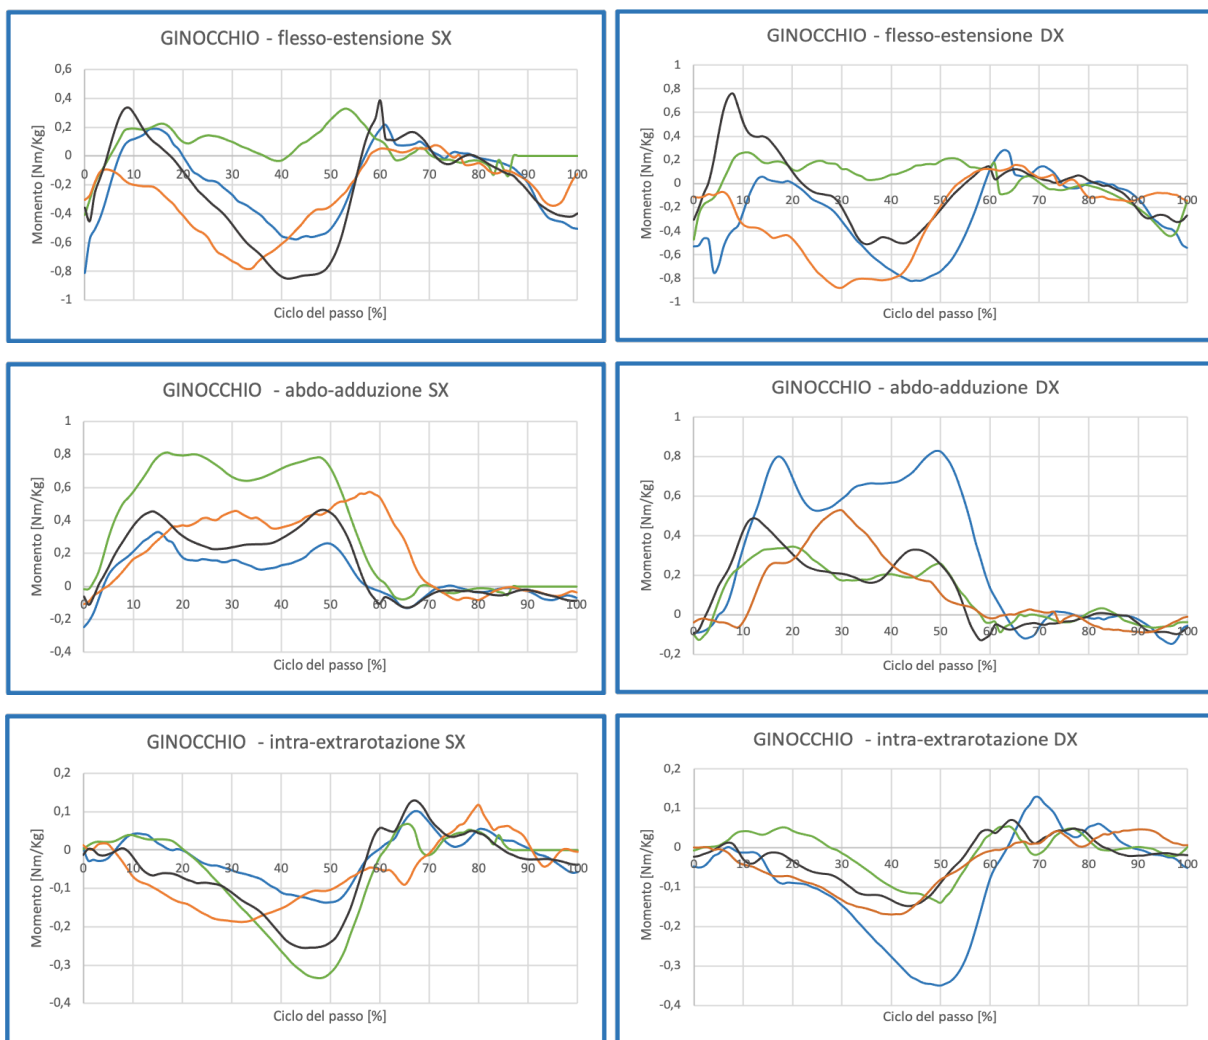 GINOCCHIO - flesso-estensione SX
0,6
0,4
0,2
0
-0,2
-0,4
-0,6
-0,8
-1
0 10 20 30 40 50 60 70 80 90 100
Momento [Nm/Kg]
Ciclo del passo [%]
GINOCCHIO - flesso-estensione DX
1
0,8
0,6
0,4
0,2
0
-0,2
-0,4
-0,6
-0,8
-1
0 10 20 30 40 50 60 70 80 90 100
Momento [Nm/Kg]
Ciclo del passo [%]
GINOCCHIO - abdo-adduzione SX
1
0,8
0,6
0,4
0,2
0
-0,2
-0,4
0 10 20 30 40 50 60 70 80 90 100
Momento [Nm/Kg]
Ciclo del passo [%]
GINOCCHIO - abdo-adduzione DX
1
0,8
0,6
0,4
0,2
0
-0,2
0 10 20 30 40 50 60 70 80 90 100
Momento [Nm/Kg]
Ciclo del passo [%]
GINOCCHIO - intra-extrarotazione SX
0,2
0,1
0
-0,1
-0,2
-0,3
-0,4
0 10 20 30 40 50 60 70 80 90 100
Momento [Nm/Kg]
Ciclo del passo [%]
GINOCCHIO - intra-extrarotazione DX
0,2
0,1
0
-0,1
-0,2
-0,3
-0,4
0 10 20 30 40 50 60 70 80 90 100
Momento [Nm/Kg]
Ciclo del passo [%]